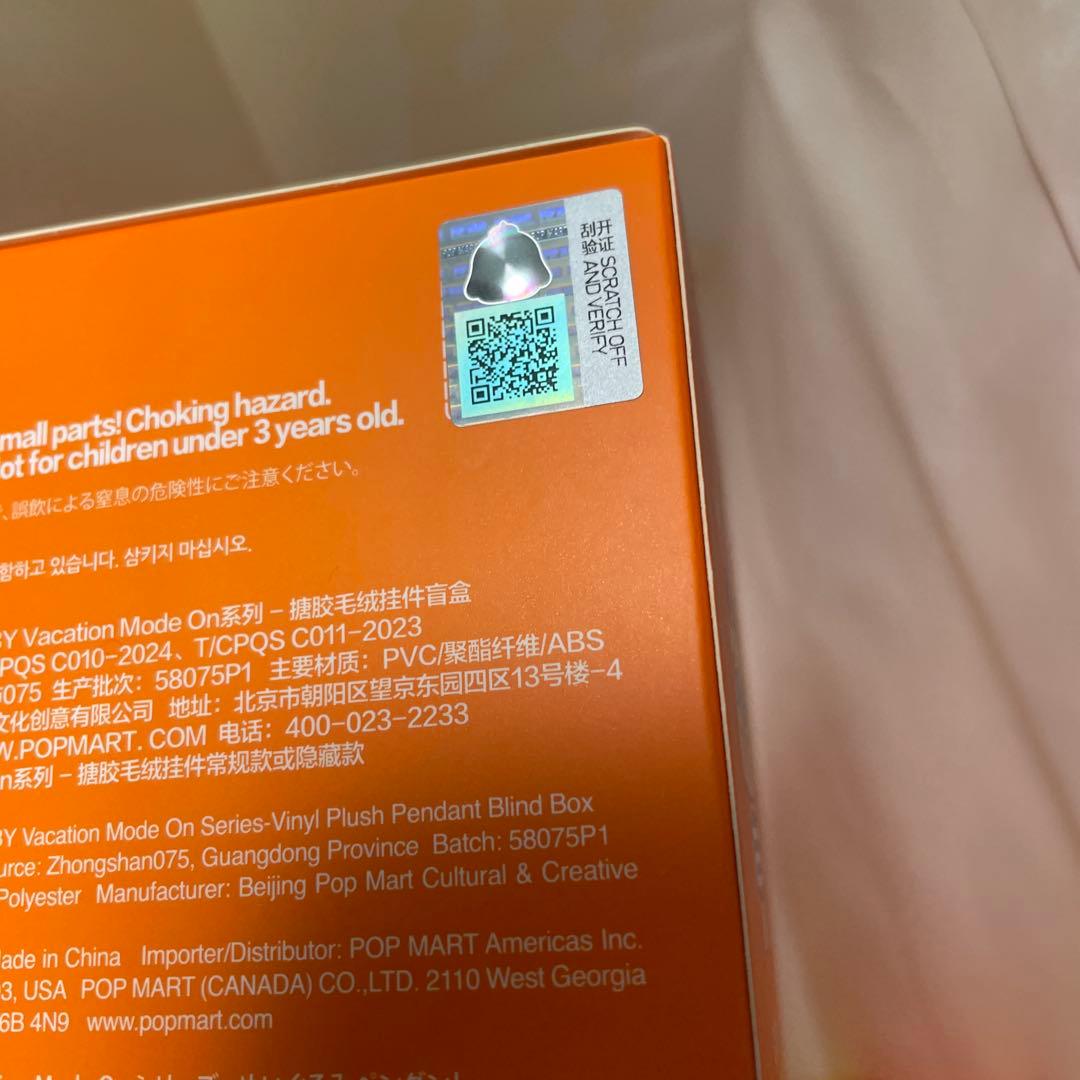 开 证 SCRATCH OFF
刮 验 AND VERIFY
mall parts! Choking hazard.
ot for children under 3 years old.
、誤飲による窒息の危険性にご注意ください。
함하고 있습니다. 삼키지 마십시오.
BY Vacation Mode On系列 - 搪胶毛绒挂件盲盒
PQS C010-2024、T/CPQS C011-2023
075 生产批次：58075P1 主要材质：PVC/聚酯纤维/ABS
文化创意有限公司 地址：北京市朝阳区望京东园四区13号楼-4
W.POPMART. COM 电话：400-023-2233
n系列 - 搪胶毛绒挂件常规款或隐藏款
BY Vacation Mode On Series-Vinyl Plush Pendant Blind Box
urce: Zhongshan075, Guangdong Province Batch: 58075P1
Polyester Manufacturer: Beijing Pop Mart Cultural & Creative
ade in China Importer/Distributor: POP MART Americas Inc.
3, USA POP MART (CANADA) CO.,LTD. 2110 West Georgia
6B 4N9 www.popmart.com